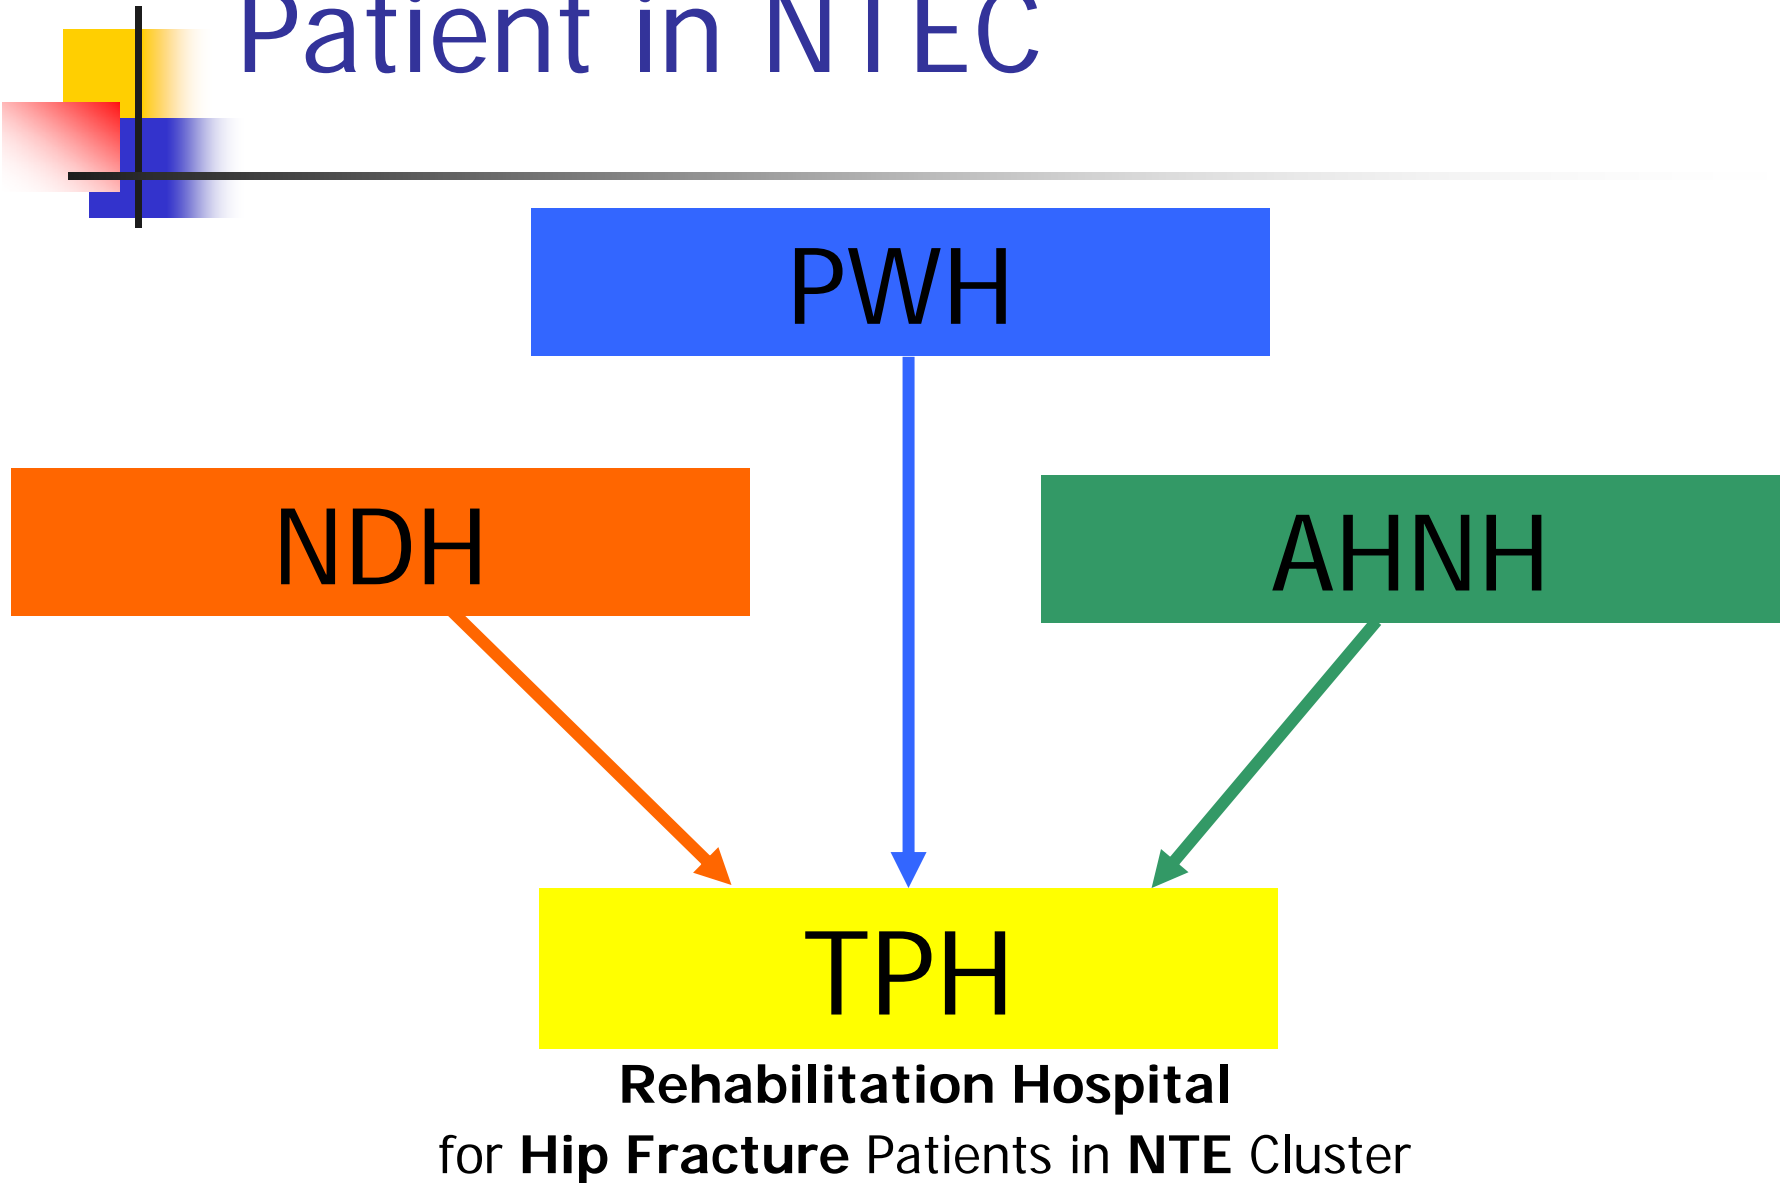 Patient in NTEC
PWH
NDH
AHNH
TPH
Rehabilitation Hospital
for Hip Fracture Patients in NTE Cluster